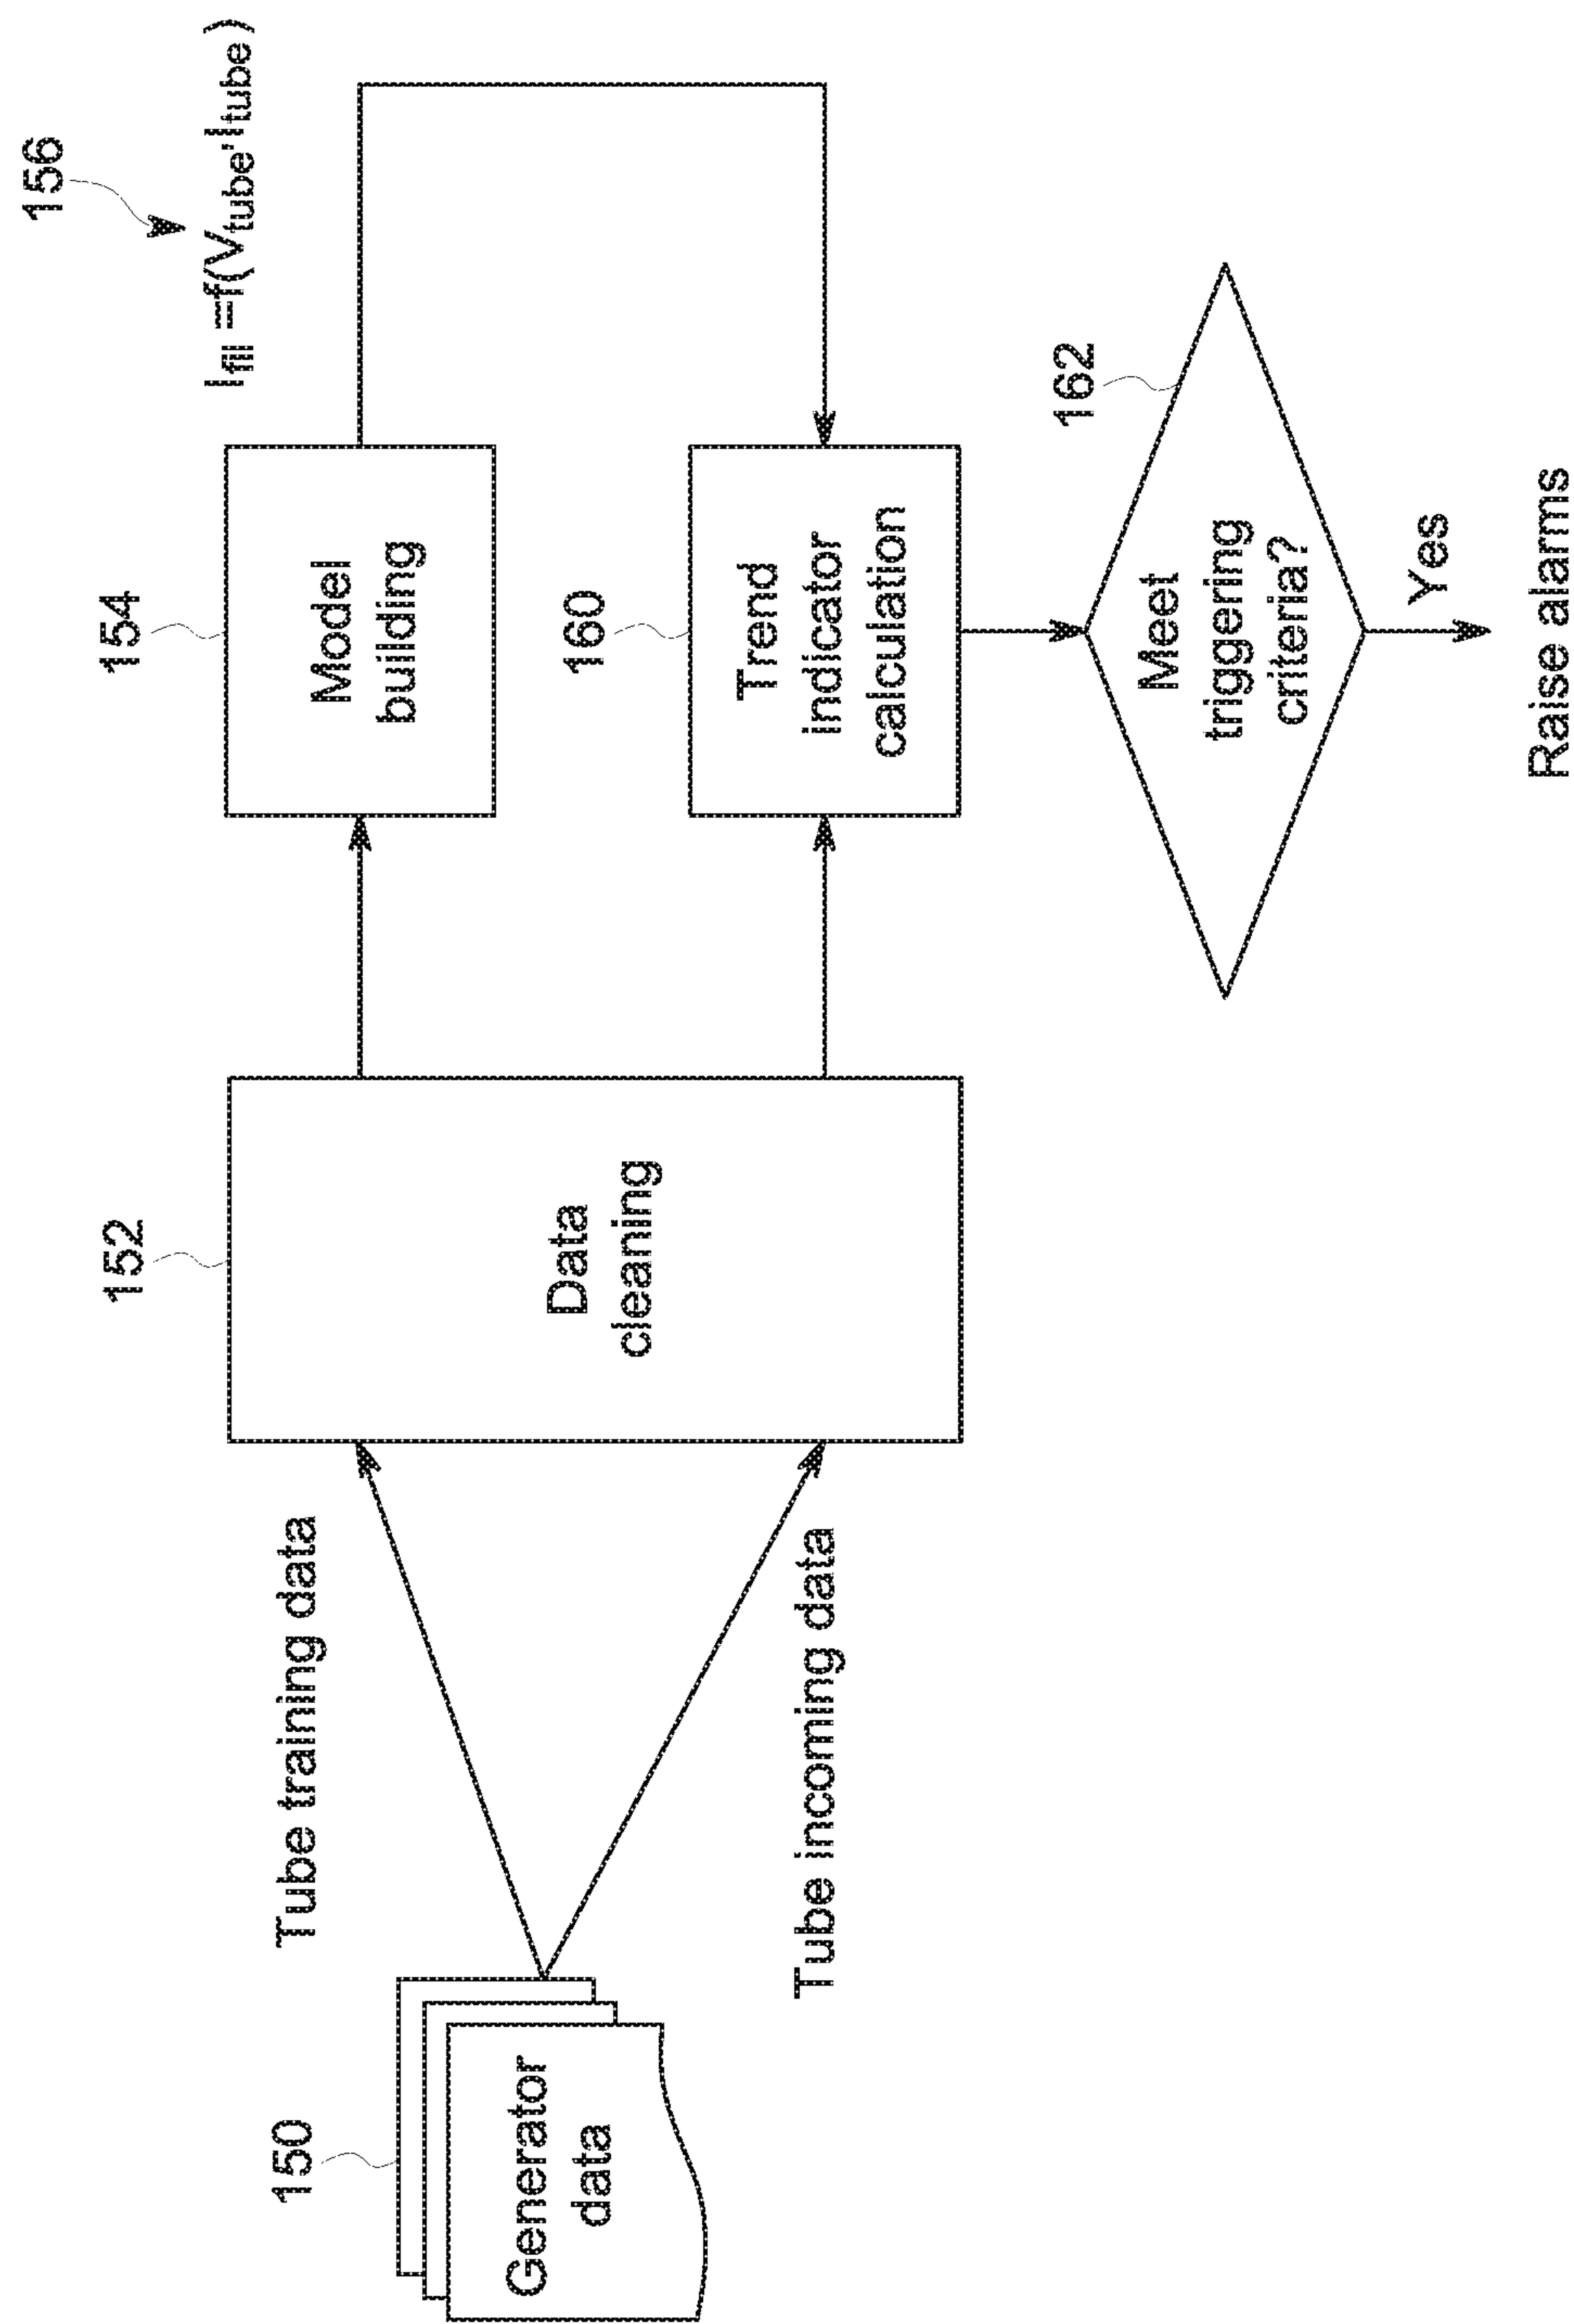 150
Generator
data
Tube training data
Tube incoming data
152
Data
cleaning
154
Model
building
156
I_fil =f(V_tube, I_tube)
160
Trend
indicator
calculation
162
Meet
triggering
criteria?
Yes
Raise alarms